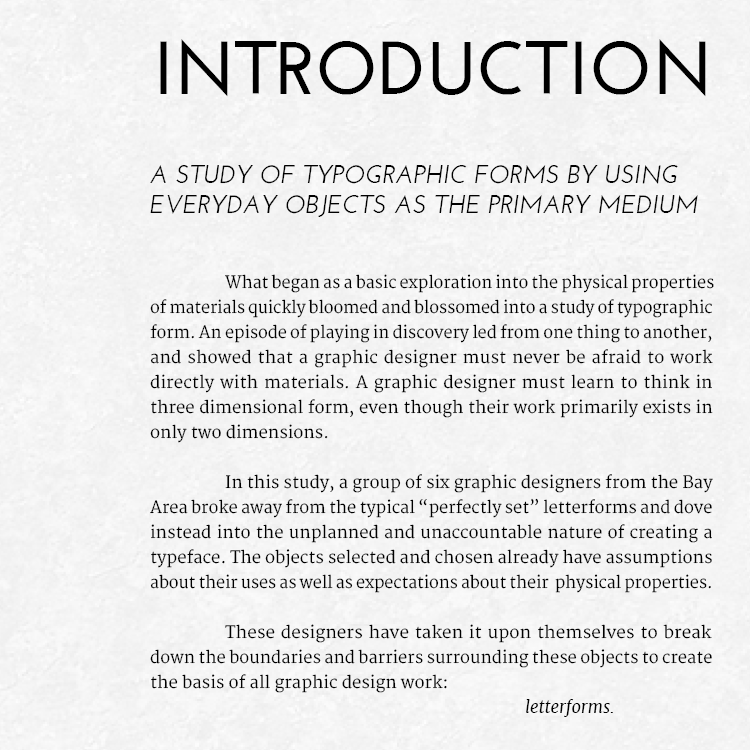 INTRODUCTION
A STUDY OF TYPOGRAPHIC FORMS BY USING
EVERYDAY OBJECTS AS THE PRIMARY MEDIUM
What began as a basic exploration into the physical properties
of materials quickly bloomed and blossomed into a study of typographic
form. An episode of playing in discovery led from one thing to another,
and showed that a graphic designer must never be afraid to work
directly with materials. A graphic designer must learn to think in
three dimensional form, even though their work primarily exists in
only two dimensions.
In this study, a group of six graphic designers from the Bay
Area broke away from the typical “perfectly set” letterforms and dove
instead into the unplanned and unaccountable nature of creating a
typeface. The objects selected and chosen already have assumptions
about their uses as well as expectations about their physical properties.
These designers have taken it upon themselves to break
down the boundaries and barriers surrounding these objects to create
the basis of all graphic design work:
letterforms.